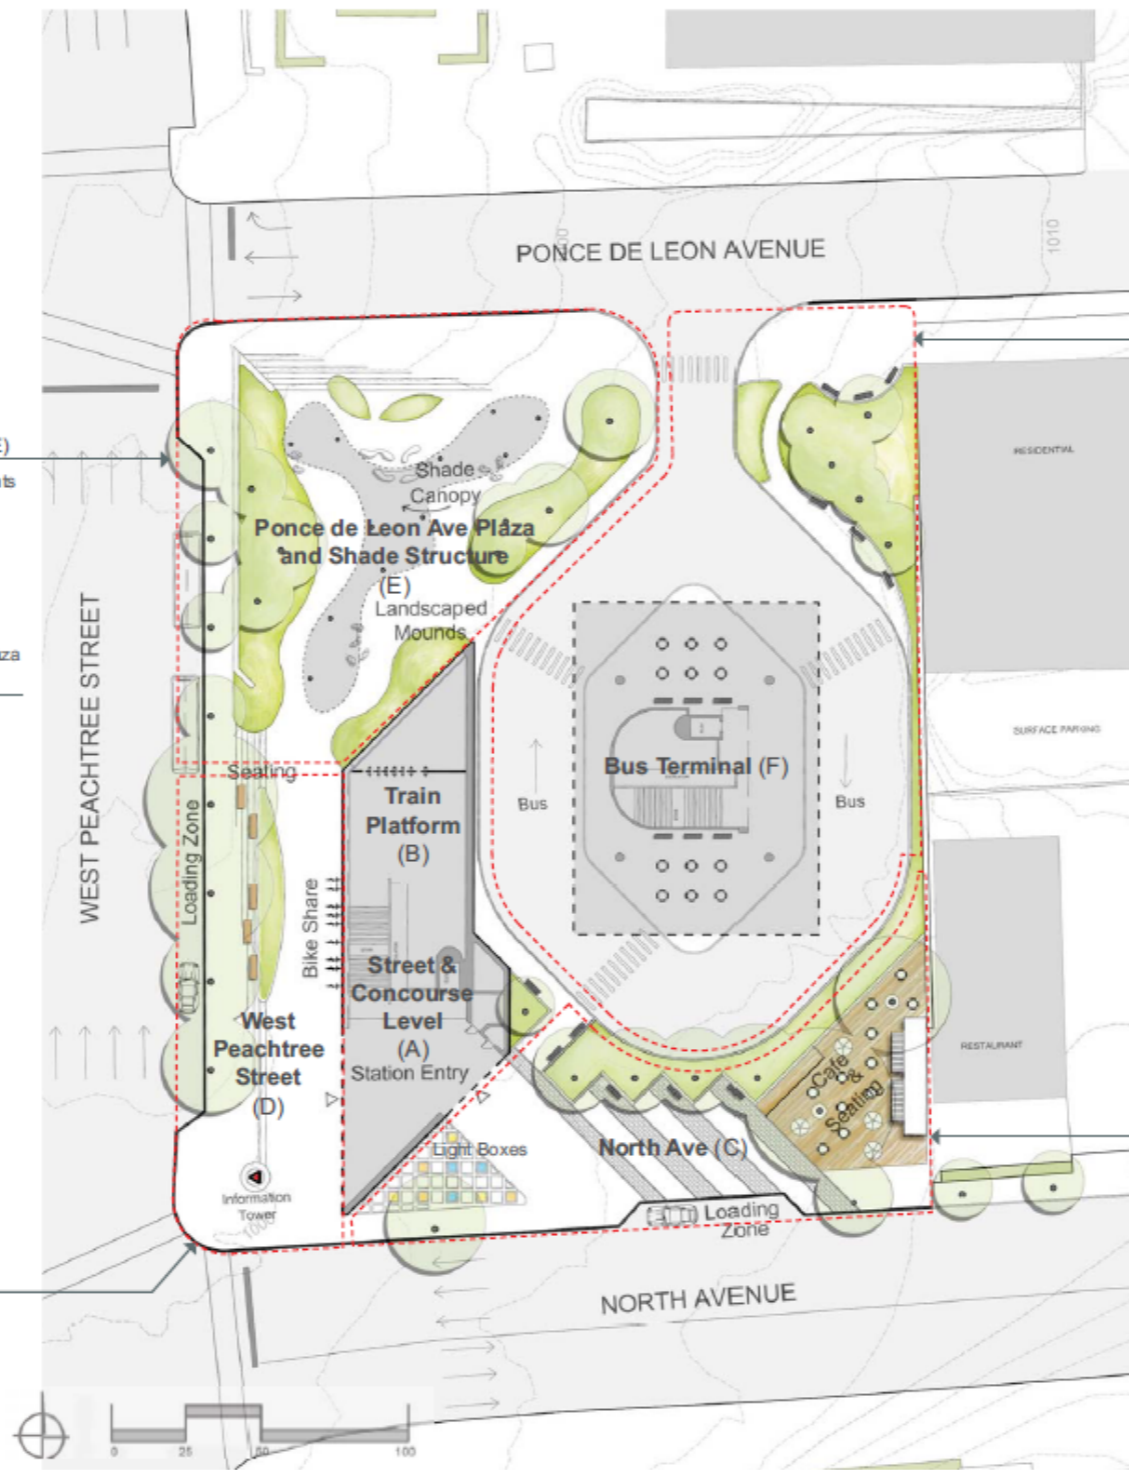 PONCE DE LEON AVENUE
1010
RESIDENTIAL
Shade
Canopy
Ponce de Leon Ave Plaza
and Shade Structure
(E)
Landscaped
Mounds
WEST PEACHTREE STREET
SURFACE PARKING
Seating
Bus Terminal (F)
Bus
Bus
Train
Platform
(B)
Loading Zone
Bike Share
Street &
Concourse
Level
(A)
Station Entry
West
Peachtree
Street
(D)
RESTAURANT
Cafe
&
Seating
Light Boxes
North Ave (C)
Information
Tower
1000
Loading
Zone
NORTH AVENUE
0 25 50 100